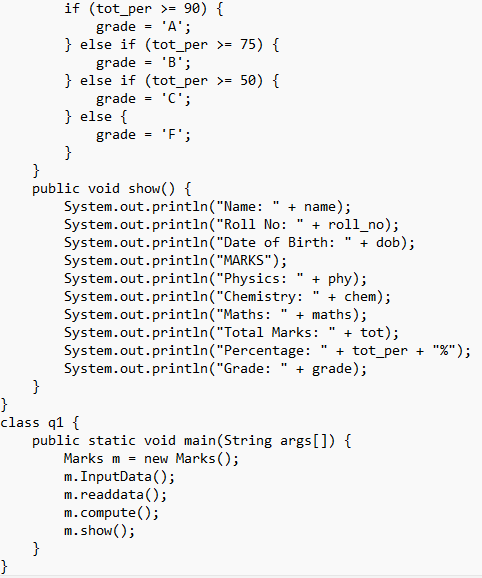 if (tot_per >= 90) {
            grade = 'A';
        } else if (tot_per >= 75) {
            grade = 'B';
        } else if (tot_per >= 50) {
            grade = 'C';
        } else {
            grade = 'F';
        }
    }
    public void show() {
        System.out.println("Name: " + name);
        System.out.println("Roll No: " + roll_no);
        System.out.println("Date of Birth: " + dob);
        System.out.println("MARKS");
        System.out.println("Physics: " + phy);
        System.out.println("Chemistry: " + chem);
        System.out.println("Maths: " + maths);
        System.out.println("Total Marks: " + tot);
        System.out.println("Percentage: " + tot_per + "%");
        System.out.println("Grade: " + grade);
    }
}
class q1 {
    public static void main(String args[]) {
        Marks m = new Marks();
        m.InputData();
        m.readdata();
        m.compute();
        m.show();
    }
}